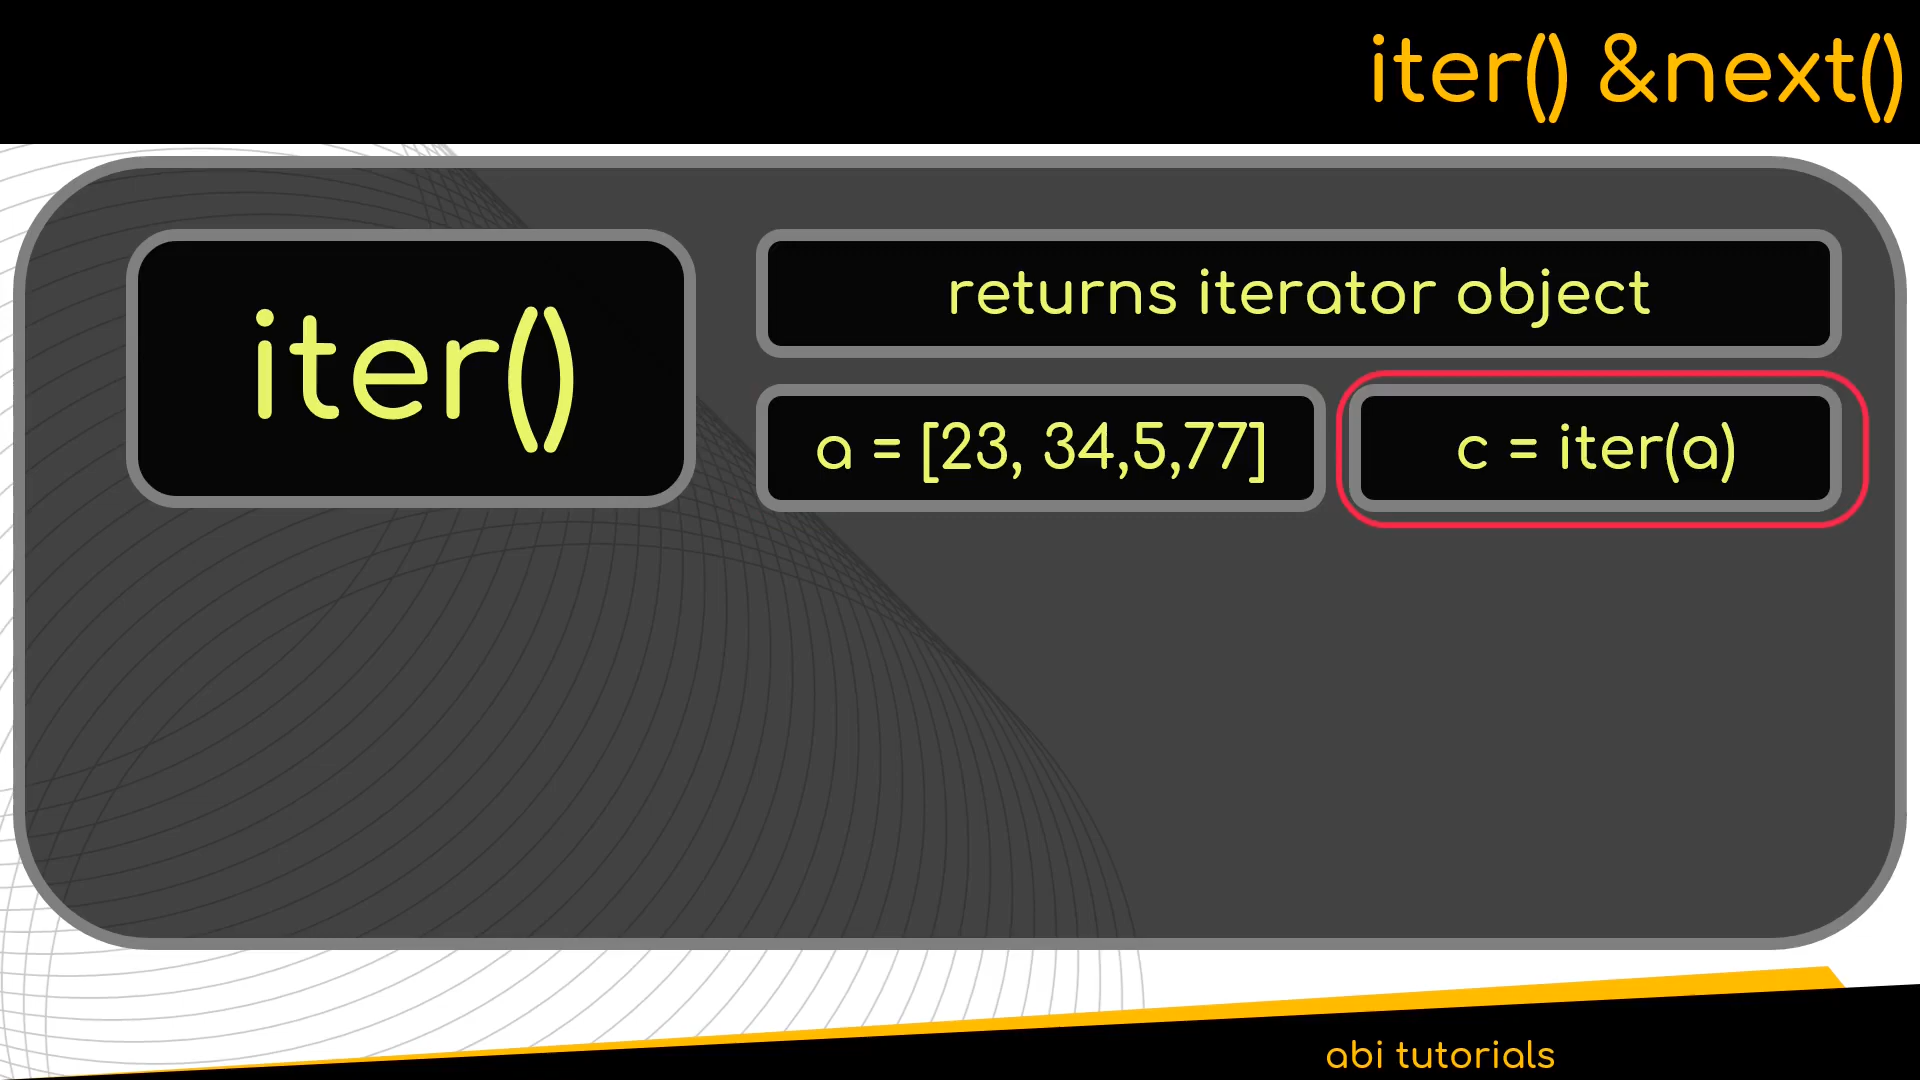 iter() &next()
iter()
returns iterator object
a = [23, 34,5,77]
c = iter(a)
abi tutorials